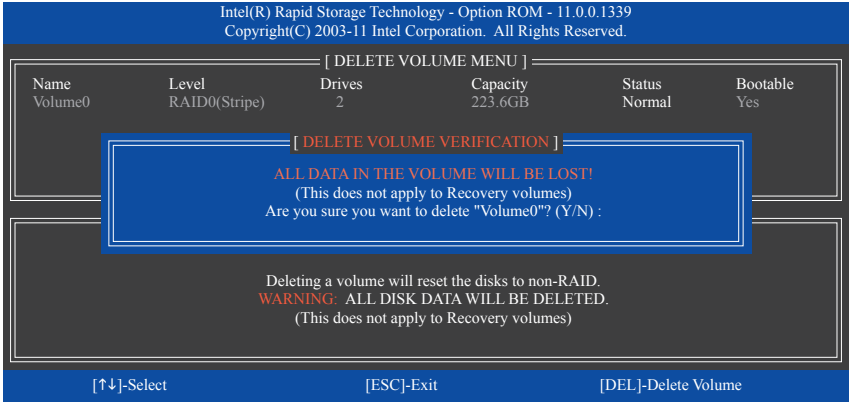 Intel(R) Rapid Storage Technology - Option ROM - 11.0.0.1339
Copyright(C) 2003-11 Intel Corporation. All Rights Reserved.
[ DELETE VOLUME MENU ]
Name Level Drives Capacity Status Bootable
Volume0 RAID0(Stripe) 2 223.6GB Normal Yes
[ DELETE VOLUME VERIFICATION ]
ALL DATA IN THE VOLUME WILL BE LOST!
(This does not apply to Recovery volumes)
Are you sure you want to delete "Volume0"? (Y/N) :
Deleting a volume will reset the disks to non-RAID.
WARNING: ALL DISK DATA WILL BE DELETED.
(This does not apply to Recovery volumes)
[↑↓]-Select [ESC]-Exit [DEL]-Delete Volume